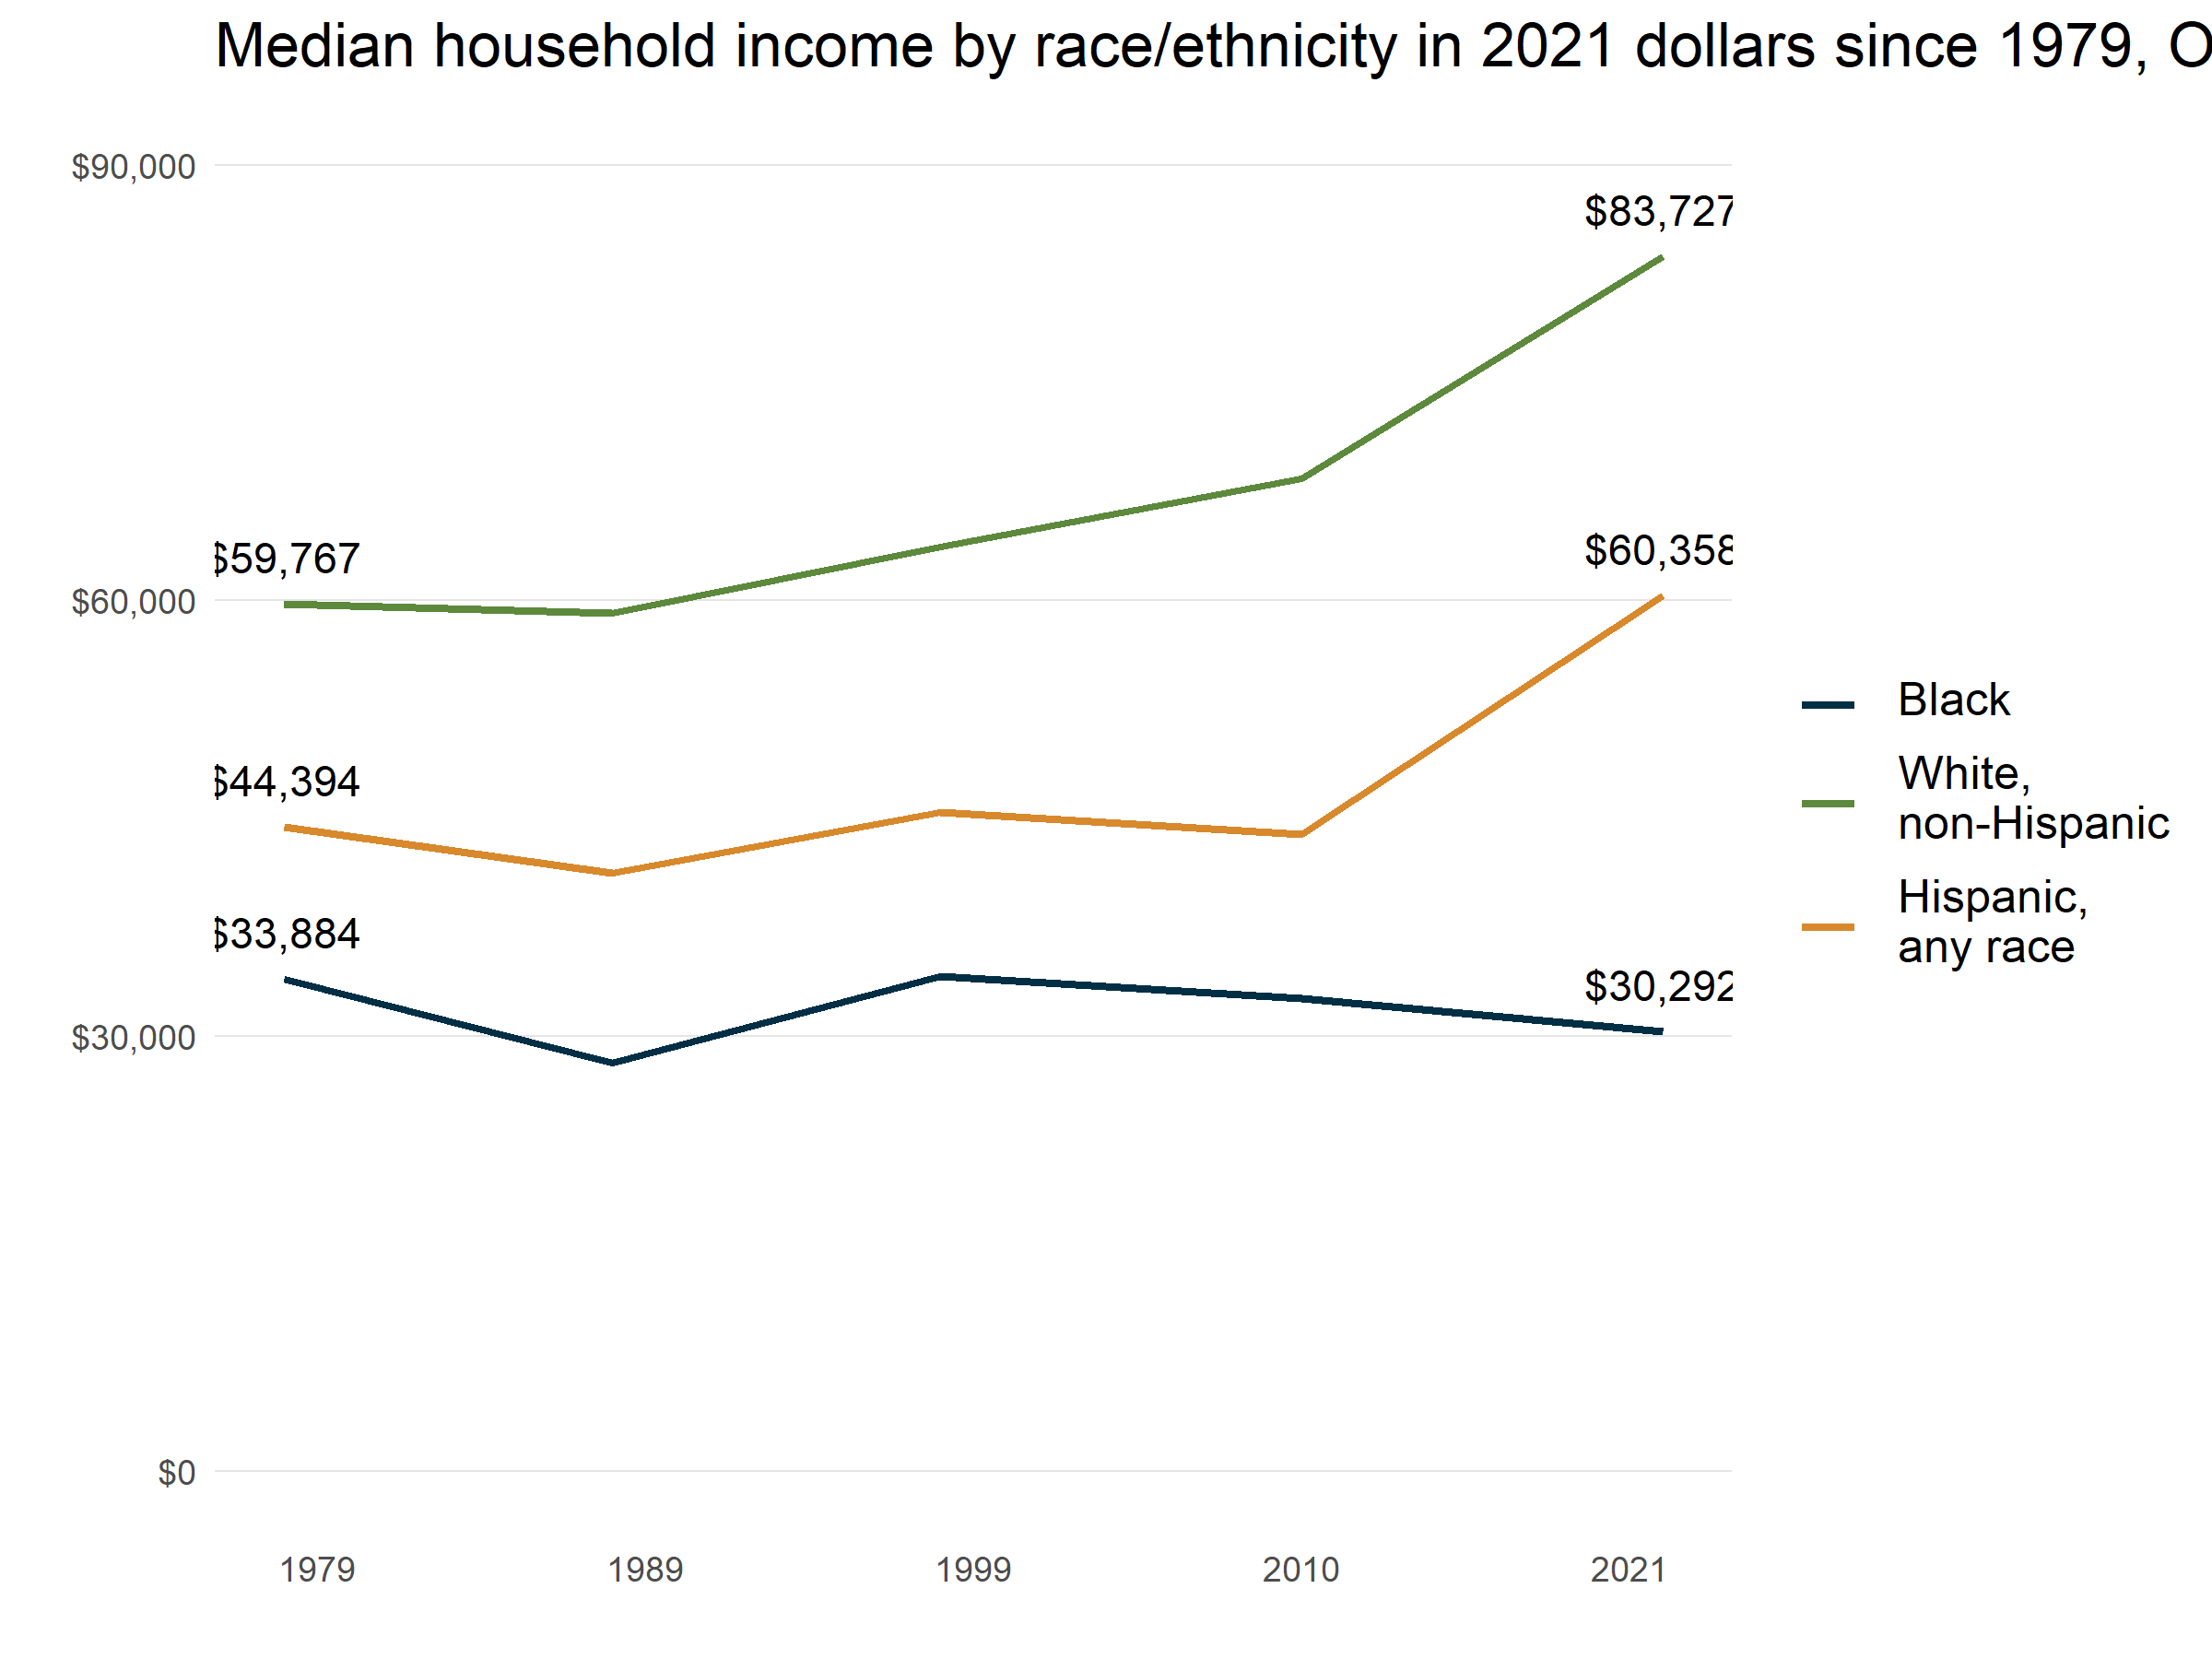 Median household income by race/ethnicity in 2021 dollars since 1979, O
$90,000
$83,727
$59,767
$60,358
$60,000
$44,394
$33,884
$30,292
$30,000
$0
1979 1989 1999 2010 2021
Black
White,
non-Hispanic
Hispanic,
any race